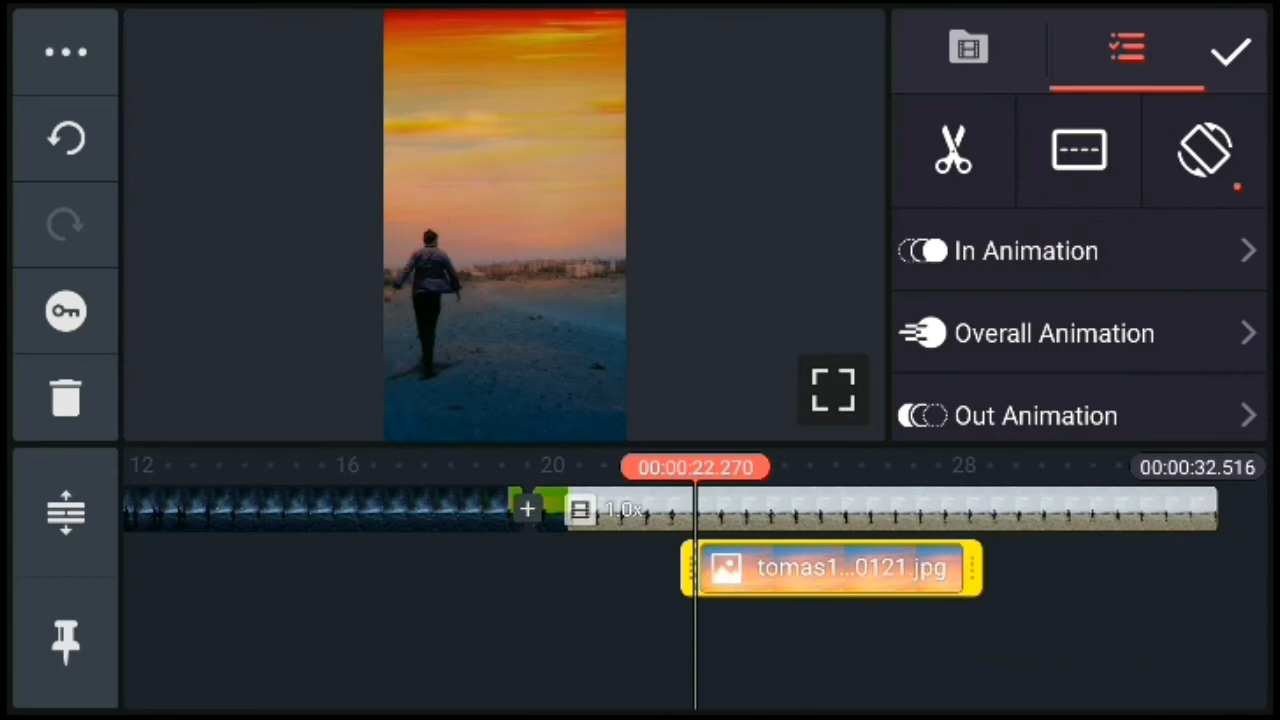 In Animation
Overall Animation
Out Animation
12
16
20
00:00:22.270
28
00:00:32.516
1.0x
tomas1...0121.jpg